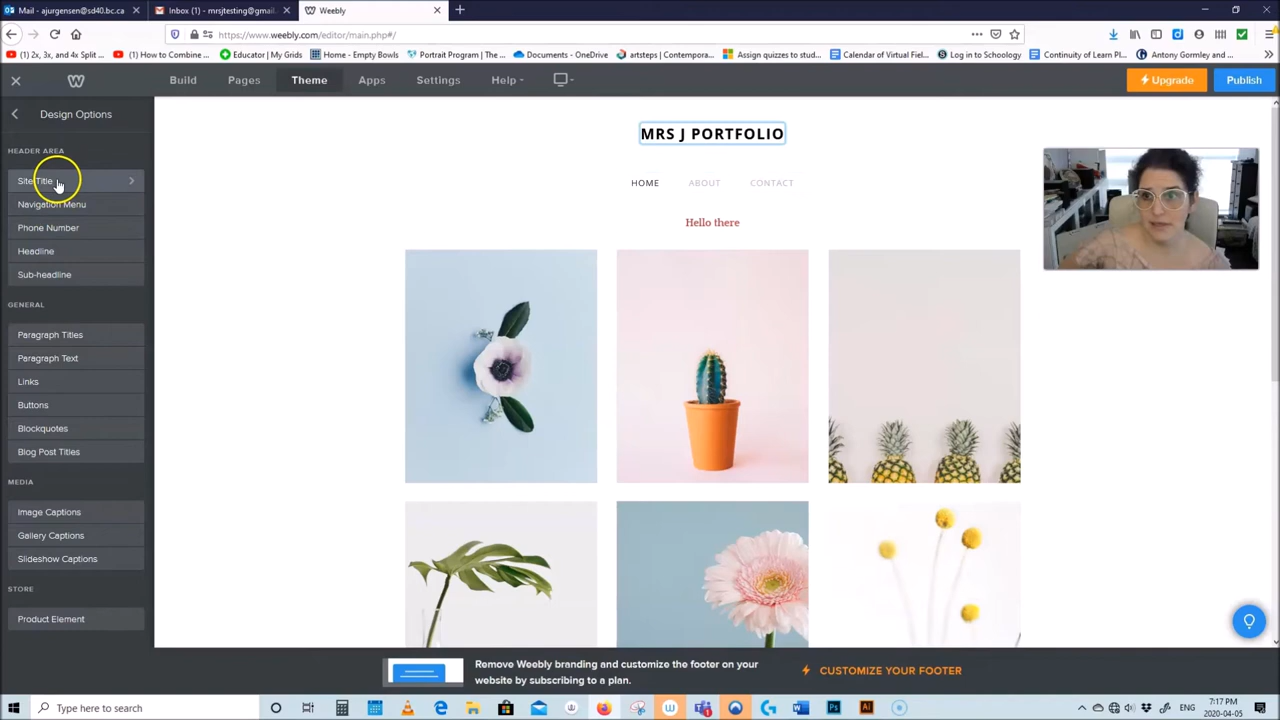 Mail - ajurgensen@sd40.bc.ca
Inbox (1) - mrsjtesting@gmail.
Weebly
https://www.weebly.com/editor/main.php#/
(1) 2x, 3x, and 4x Split ...
(1) How to Combine ...
Educator | My Grids
Home - Empty Bowls
Portrait Program | The ...
Documents - OneDrive
artsteps | Contempora...
Assign quizzes to stud...
Calendar of Virtual Fiel...
Log in to Schoology
Continuity of Learn Pl...
Antony Gormley and ...
Build
Pages
Theme
Apps
Settings
Help
Upgrade
Publish
Design Options
HEADER AREA
Site Title
Navigation Menu
Phone Number
Headline
Sub-headline
GENERAL
Paragraph Titles
Paragraph Text
Links
Buttons
Blockquotes
Blog Post Titles
MEDIA
Image Captions
Gallery Captions
Slideshow Captions
STORE
Product Element
MRS J PORTFOLIO
HOME
ABOUT
CONTACT
Hello there
Remove Weebly branding and customize the footer on your
website by subscribing to a plan.
CUSTOMIZE YOUR FOOTER
Type here to search
ENG
7:17 PM
2020-04-05